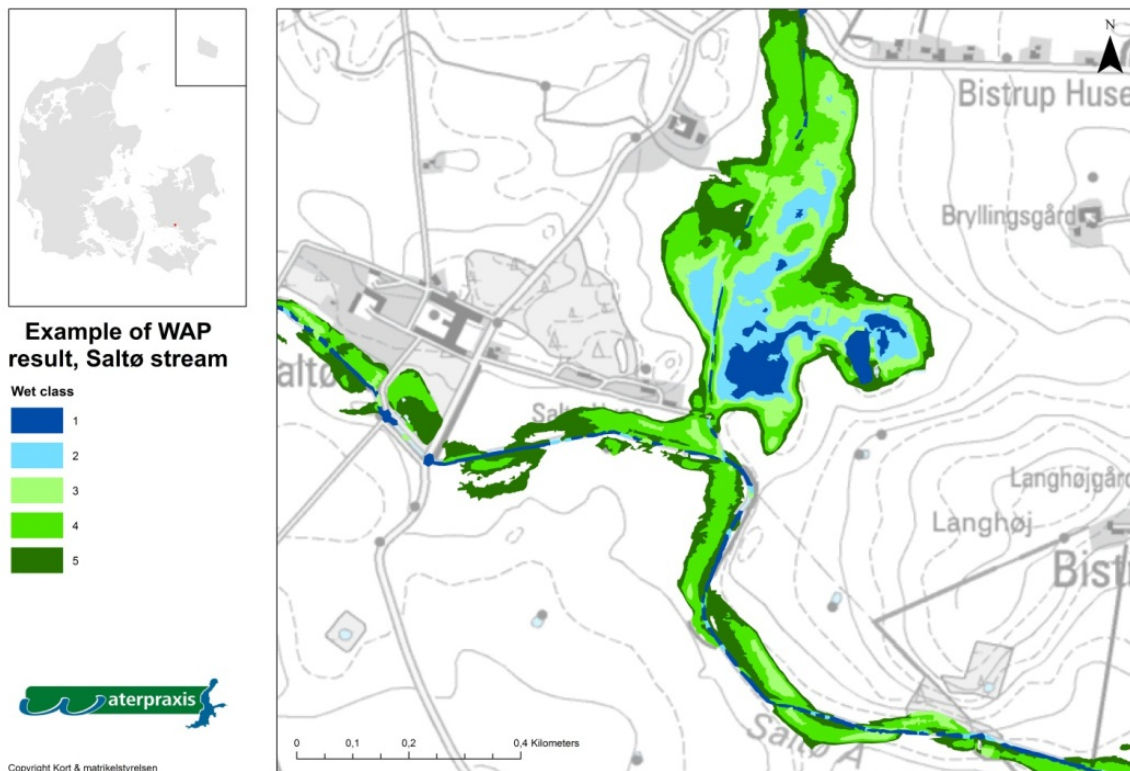 Example of WAP
result, Saltø stream
Wet class
1
2
3
4
5
aterpraxis
Copyright Kort & matrikelstyrelsen
N
Bistrup Huse
Bryllingsgård
altø
Langhøjgård
Langhøj
Bist
Saltø Å
0 0,1 0,2 0,4 Kilometers